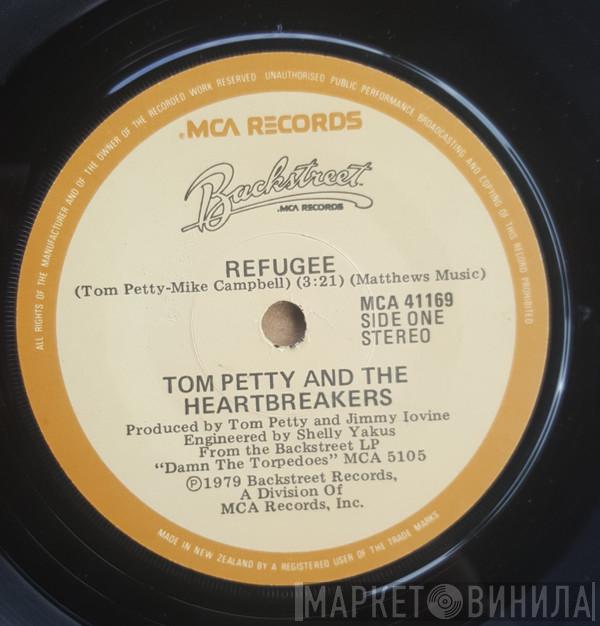 ALL RIGHTS OF THE MANUFACTURER AND OF THE OWNER OF THE RECORDED WORK RESERVED UNAUTHORISED PUBLIC PERFORMANCE BROADCASTING AND COPYING OF THIS RECORD PROHIBITED
MCA RECORDS
Backstreet
MCA RECORDS
REFUGEE
(Tom Petty-Mike Campbell) (3:21) (Matthews Music)
MCA 41169
SIDE ONE
STEREO
TOM PETTY AND THE
HEARTBREAKERS
Produced by Tom Petty and Jimmy Iovine
Engineered by Shelly Yakus
From the Backstreet LP
“Damn The Torpedoes” MCA 5105
Ⓟ1979 Backstreet Records,
A Division Of
MCA Records, Inc.
MADE IN NEW ZEALAND BY A REGISTERED USER OF THE TRADE MARKS
МАРКЕТ ВИНИЛА